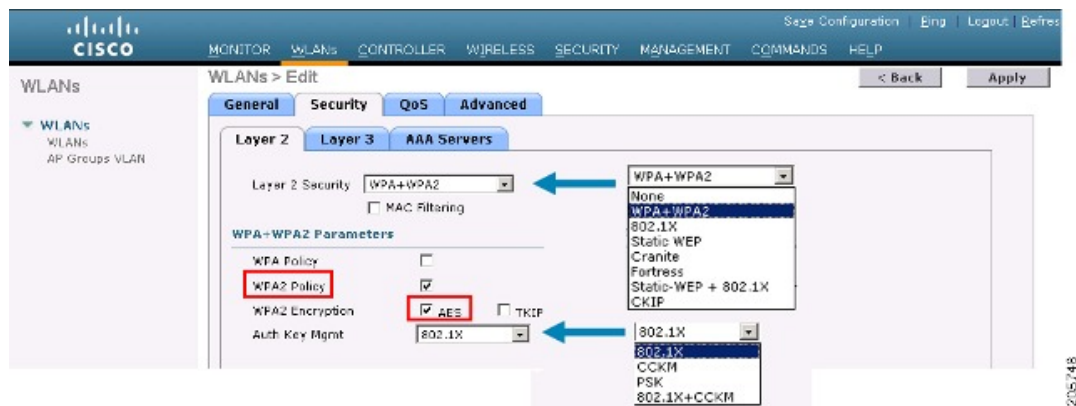 Save Configuration | Ping | Logout | Refres
CISCO
MONITOR WLANs CONTROLLER WIRELESS SECURITY MANAGEMENT COMMANDS HELP
WLANs
WLANs > Edit
< Back Apply
General Security QoS Advanced
WLANs
WLANs
AP Groups VLAN
Layer 2 Layer 3 AAA Servers
Layer 2 Security WPA+WPA2
MAC Filtering
WPA+WPA2
None
WPA+WPA2
802.1X
Static WEP
Cranite
Fortress
Static-WEP + 802.1X
CKIP
WPA+WPA2 Parameters
WPA Policy
WPA2 Policy
WPA2 Encryption AES TKIP
Auth Key Mgmt 802.1X
802.1X
802.1X
CCKM
PSK
802.1X+CCKM
205748